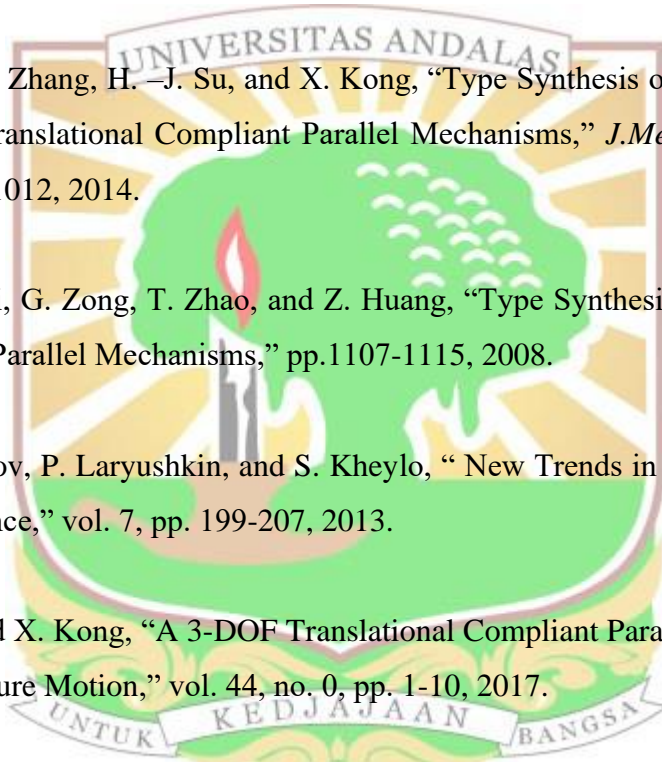 UNIVERSITAS ANDALAS
Zhang, H. –J. Su, and X. Kong, “Type Synthesis o
ranslational Compliant Parallel Mechanisms,” J.Me
1012, 2014.
, G. Zong, T. Zhao, and Z. Huang, “Type Synthesi
Parallel Mechanisms,” pp.1107-1115, 2008.
ov, P. Laryushkin, and S. Kheylo, “ New Trends in
nce,” vol. 7, pp. 199-207, 2013.
d X. Kong, “A 3-DOF Translational Compliant Para
ure Motion,” vol. 44, no. 0, pp. 1-10, 2017.
UNTUK KEDJAJAAN BANGSA